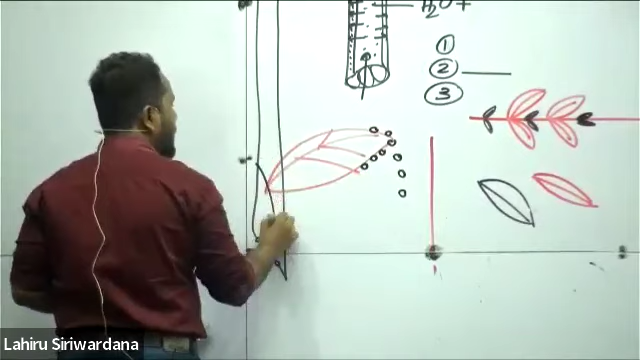 H₂O +
①
②
③
Lahiru Siriwardana